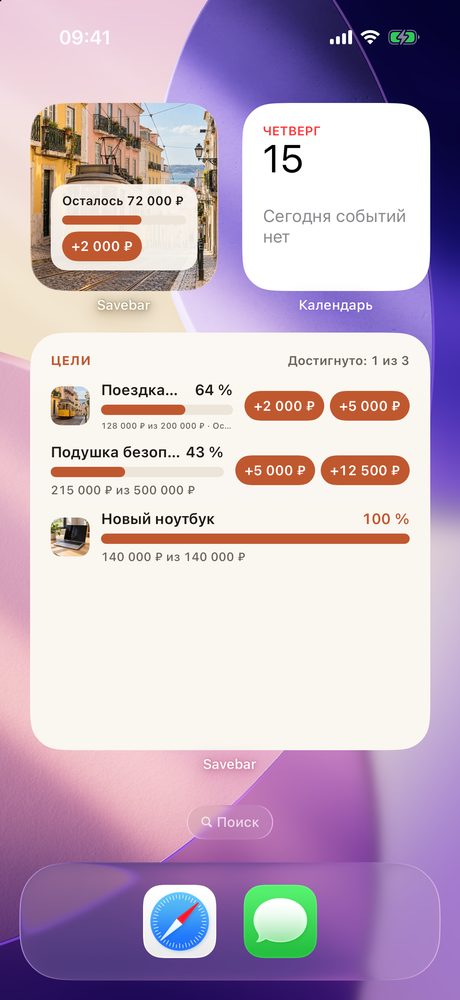 09:41
Осталось 72 000 ₽
+2 000 ₽
Savebar
ЧЕТВЕРГ
15
Сегодня событий
нет
Календарь
ЦЕЛИ
Достигнуто: 1 из 3
Поездка... 64 %
128 000 ₽ из 200 000 ₽ · Ос...
+2 000 ₽ +5 000 ₽
Подушка безоп... 43 %
215 000 ₽ из 500 000 ₽
+5 000 ₽ +12 500 ₽
Новый ноутбук 100 %
140 000 ₽ из 140 000 ₽
Savebar
Поиск